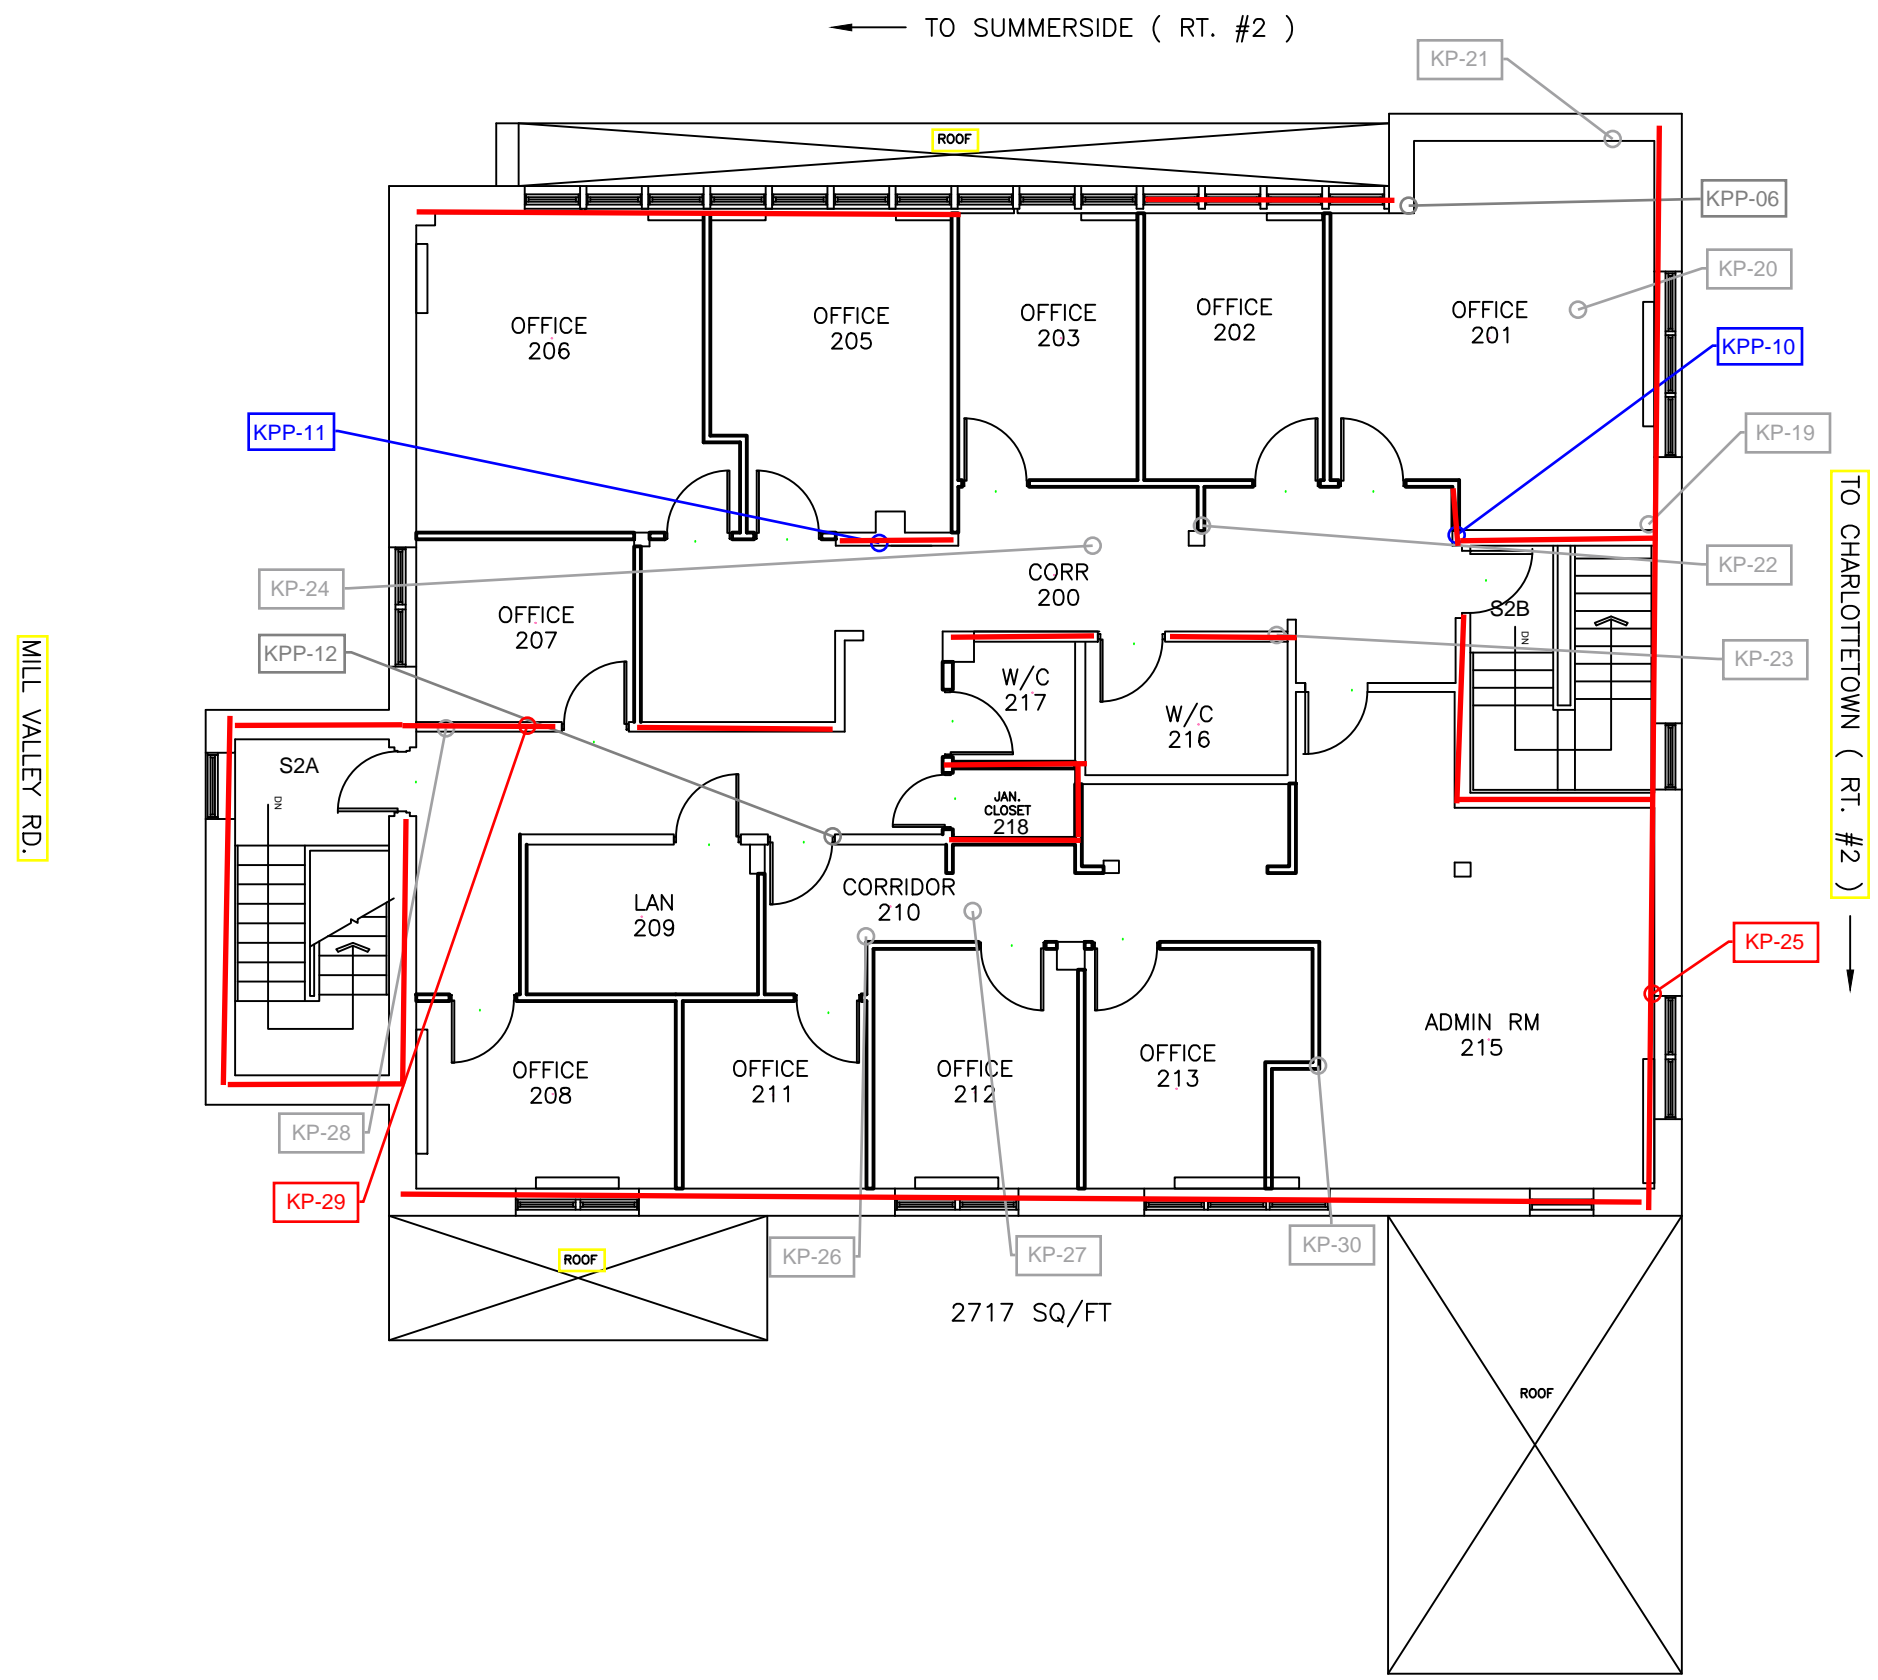 TO SUMMERSIDE ( RT. #2 )
KP-21
ROOF
KPP-06
KP-20
OFFICE
206
OFFICE
205
OFFICE
203
OFFICE
202
OFFICE
201
KPP-10
KPP-11
KP-19
TO CHARLOTTETOWN ( RT. #2 )
KP-24
CORR
200
KP-22
S2B
DN
OFFICE
207
KPP-12
KP-23
MILL VALLEY RD.
W/C
217
W/C
216
S2A
DN
JAN.
CLOSET
218
CORRIDOR
210
LAN
209
KP-25
ADMIN RM
215
OFFICE
208
OFFICE
211
OFFICE
212
OFFICE
213
KP-28
KP-29
ROOF
KP-26
KP-27
KP-30
2717 SQ/FT
ROOF